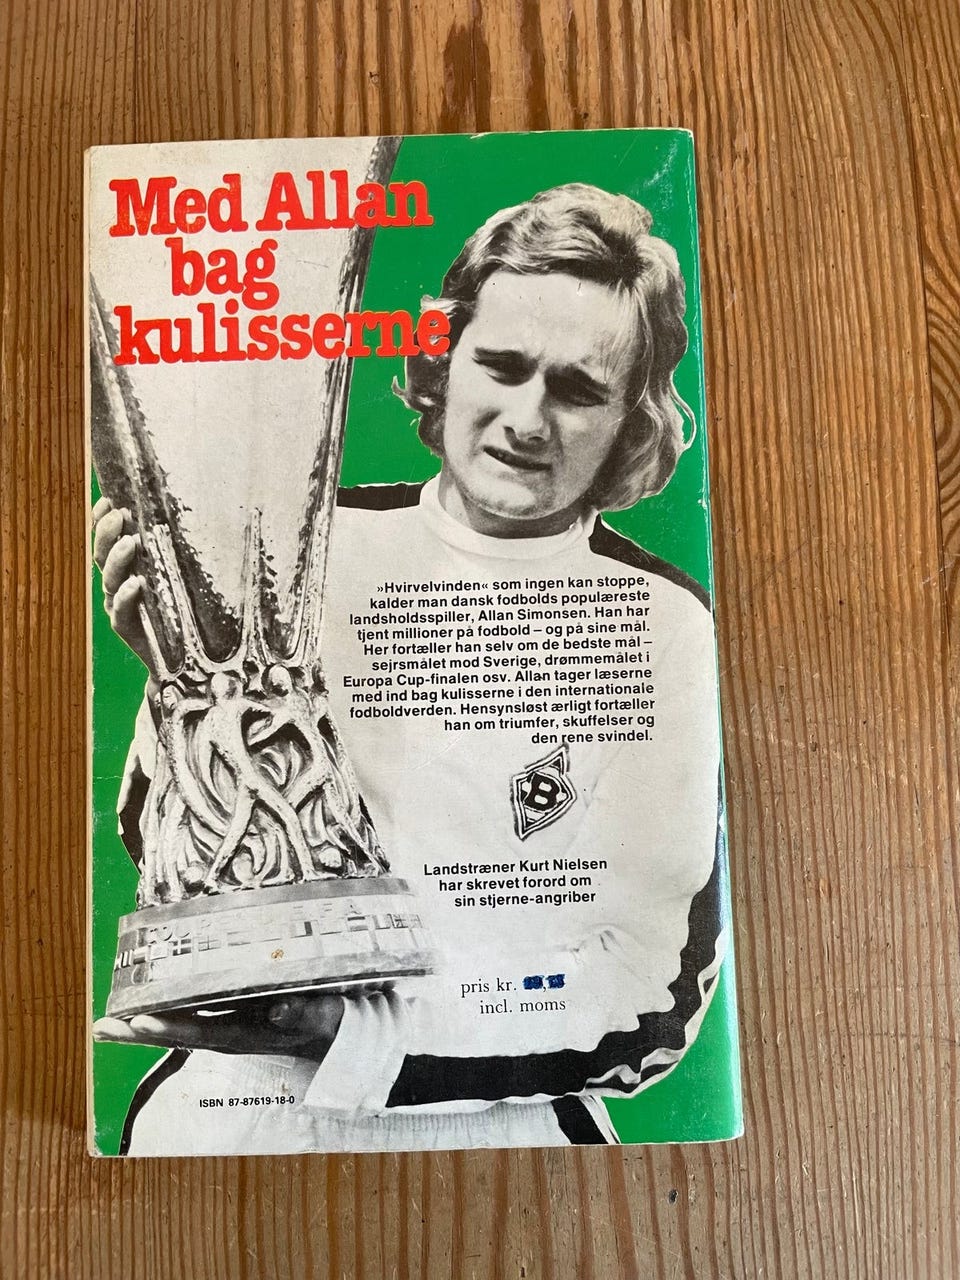 Med Allan
bag
kulisserne
»Hvirvelvinden« som ingen kan stoppe,
kalder man dansk fodbolds populæreste
landsholdsspiller, Allan Simonsen. Han har
tjent millioner på fodbold – og på sine mål.
Her fortæller han selv om de bedste mål –
sejrsmålet mod Sverige, drømmemålet i
Europa Cup-finalen osv. Allan tager læserne
med ind bag kulisserne i den internationale
fodboldverden. Hensynsløst ærligt fortæller
han om triumfer, skuffelser og
den rene svindel.
B
Landstræner Kurt Nielsen
har skrevet forord om
sin stjerne-angriber
pris kr.
incl. moms
ISBN 87-87619-18-0